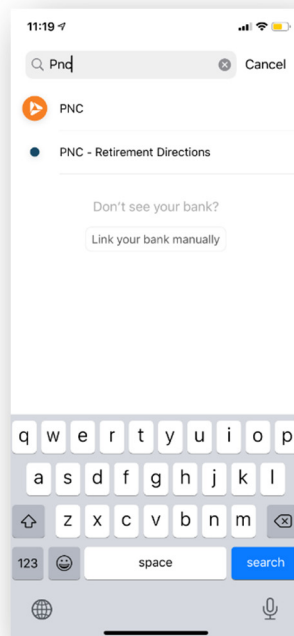 11:19
Pnc
Cancel
PNC
PNC - Retirement Directions
Don't see your bank?
Link your bank manually
q w e r t y u i o p
a s d f g h j k l
z x c v b n m
123 space search